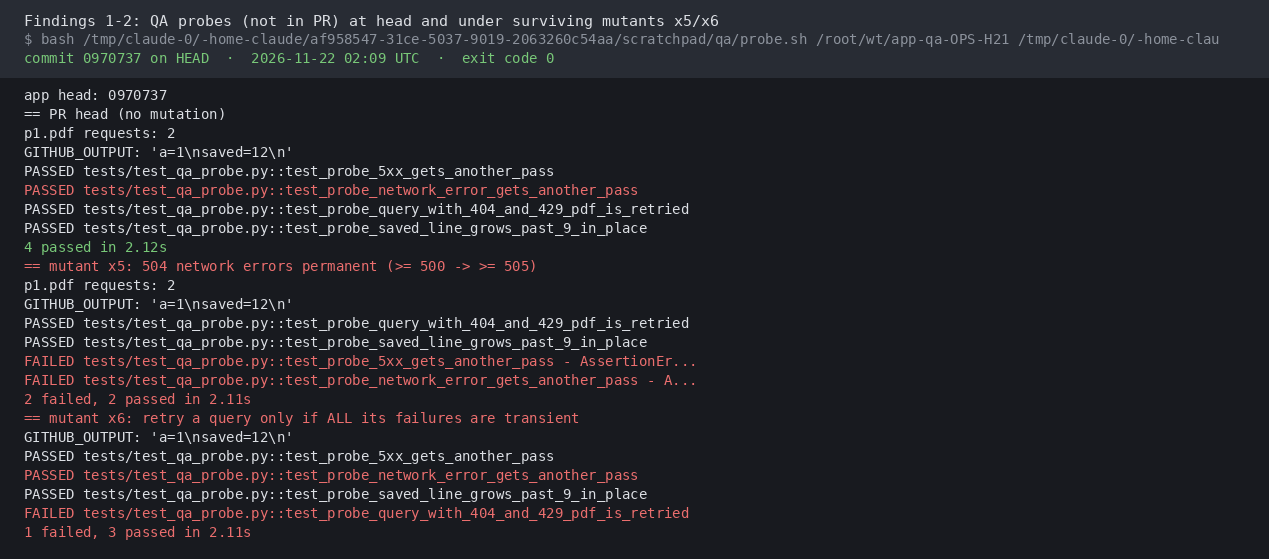 Findings 1-2: QA probes (not in PR) at head and under surviving mutants x5/x6
$ bash /tmp/claude-0/-home-claude/af958547-31ce-5037-9019-2063260c54aa/scratchpad/qa/probe.sh /root/wt/app-qa-OPS-H21 /tmp/claude-0/-home-clau
commit 0970737 on HEAD · 2026-11-22 02:09 UTC · exit code 0
app head: 0970737
== PR head (no mutation)
p1.pdf requests: 2
GITHUB_OUTPUT: 'a=1\nsaved=12\n'
PASSED tests/test_qa_probe.py::test_probe_5xx_gets_another_pass
PASSED tests/test_qa_probe.py::test_probe_network_error_gets_another_pass
PASSED tests/test_qa_probe.py::test_probe_query_with_404_and_429_pdf_is_retried
PASSED tests/test_qa_probe.py::test_probe_saved_line_grows_past_9_in_place
4 passed in 2.12s
== mutant x5: 504 network errors permanent (>= 500 -> >= 505)
p1.pdf requests: 2
GITHUB_OUTPUT: 'a=1\nsaved=12\n'
PASSED tests/test_qa_probe.py::test_probe_query_with_404_and_429_pdf_is_retried
PASSED tests/test_qa_probe.py::test_probe_saved_line_grows_past_9_in_place
FAILED tests/test_qa_probe.py::test_probe_5xx_gets_another_pass - AssertionEr...
FAILED tests/test_qa_probe.py::test_probe_network_error_gets_another_pass - A...
2 failed, 2 passed in 2.11s
== mutant x6: retry a query only if ALL its failures are transient
GITHUB_OUTPUT: 'a=1\nsaved=12\n'
PASSED tests/test_qa_probe.py::test_probe_5xx_gets_another_pass
PASSED tests/test_qa_probe.py::test_probe_network_error_gets_another_pass
PASSED tests/test_qa_probe.py::test_probe_saved_line_grows_past_9_in_place
FAILED tests/test_qa_probe.py::test_probe_query_with_404_and_429_pdf_is_retried
1 failed, 3 passed in 2.11s